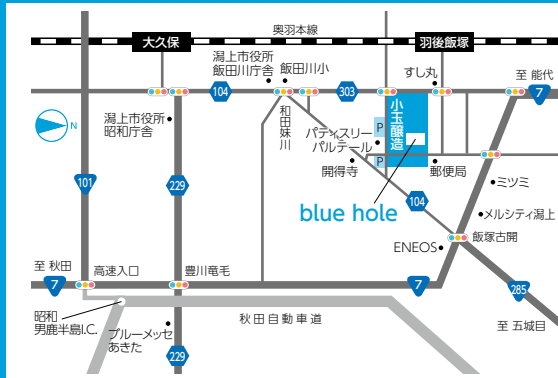 奥羽本線
大久保
羽後飯塚
潟上市役所
飯田川庁舎
飯田川小
すし丸
至 能代
7
104
303
N
潟上市役所
昭和庁舎
和田妹川
P
パティスリー
パルテール
小玉醸造
P
開得寺
郵便局
101
229
ミツミ
104
メルシティ潟上
blue hole
ENEOS
飯塚古開
至 秋田
7
高速入口
豊川竜毛
7
285
昭和
男鹿半島I.C.
秋田自動車道
至 五城目
ブルーメッセ
あきた
229